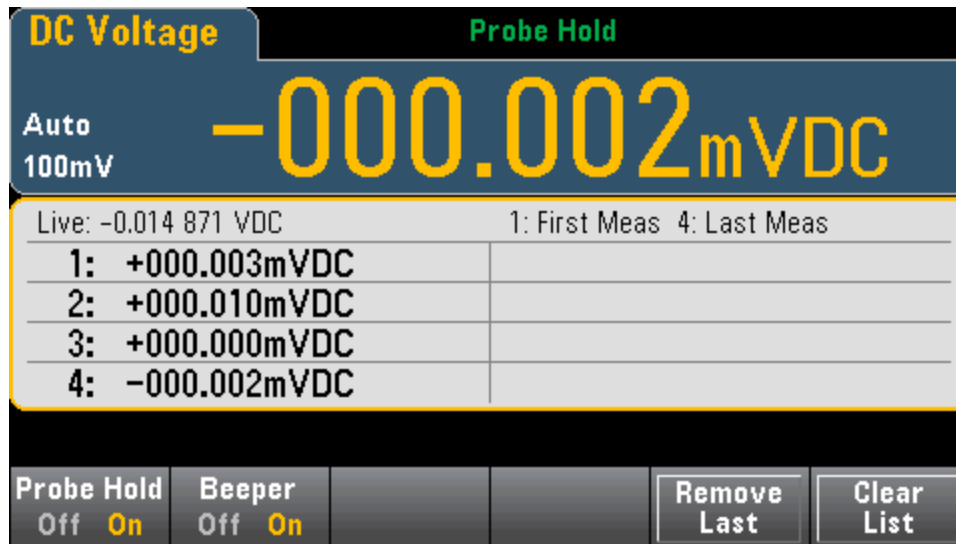 DC Voltage
Probe Hold
Auto
100mV
-000.002mVDC
Live: -0.014 871 VDC
1: First Meas 4: Last Meas
1: +000.003mVDC
2: +000.010mVDC
3: +000.000mVDC
4: -000.002mVDC
Probe Hold
Off On
Beeper
Off On
Remove
Last
Clear
List